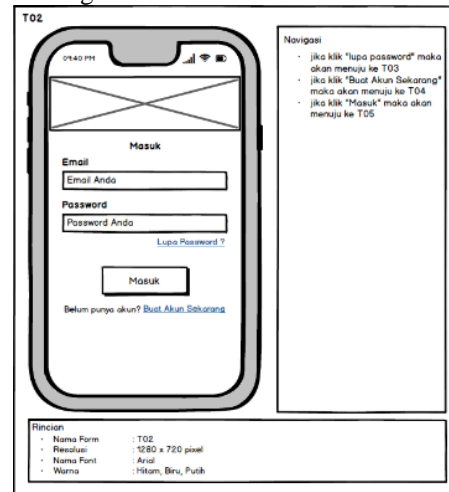 T02
09:40 PM
Masuk
Email
Email Anda
Password
Password Anda
Lupa Password ?
Masuk
Belum punya akun? Buat Akun Sekarang
Navigasi
· jika klik "lupa password" maka
akan menuju ke T03
· jika klik "Buat Akun Sekarang"
maka akan menuju ke T04
· jika klik "Masuk" maka akan
menuju ke T05
Rincian
· Nama Form : T02
· Resolusi : 1280 x 720 pixel
· Nama Font : Arial
· Warna : Hitam, Biru, Putih